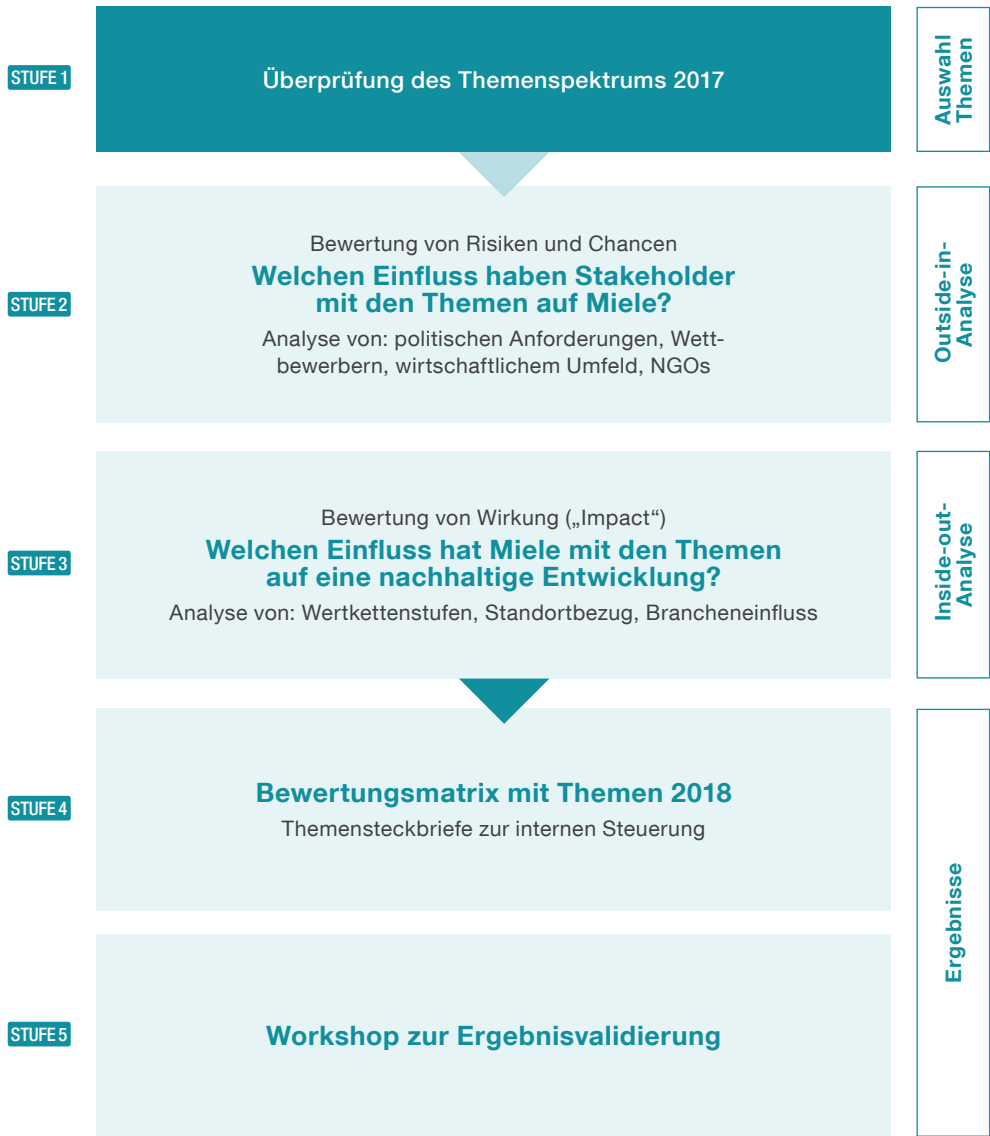 STUFE 1
Überprüfung des Themenspektrums 2017
Auswahl
Themen
STUFE 2
Bewertung von Risiken und Chancen
Welchen Einfluss haben Stakeholder
mit den Themen auf Miele?
Analyse von: politischen Anforderungen, Wett-
bewerbern, wirtschaftlichem Umfeld, NGOs
Outside-in-
Analyse
STUFE 3
Bewertung von Wirkung („Impact“)
Welchen Einfluss hat Miele mit den Themen
auf eine nachhaltige Entwicklung?
Analyse von: Wertkettenstufen, Standortbezug, Brancheneinfluss
Inside-out-
Analyse
STUFE 4
Bewertungsmatrix mit Themen 2018
Themensteckbriefe zur internen Steuerung
Ergebnisse
STUFE 5
Workshop zur Ergebnisvalidierung